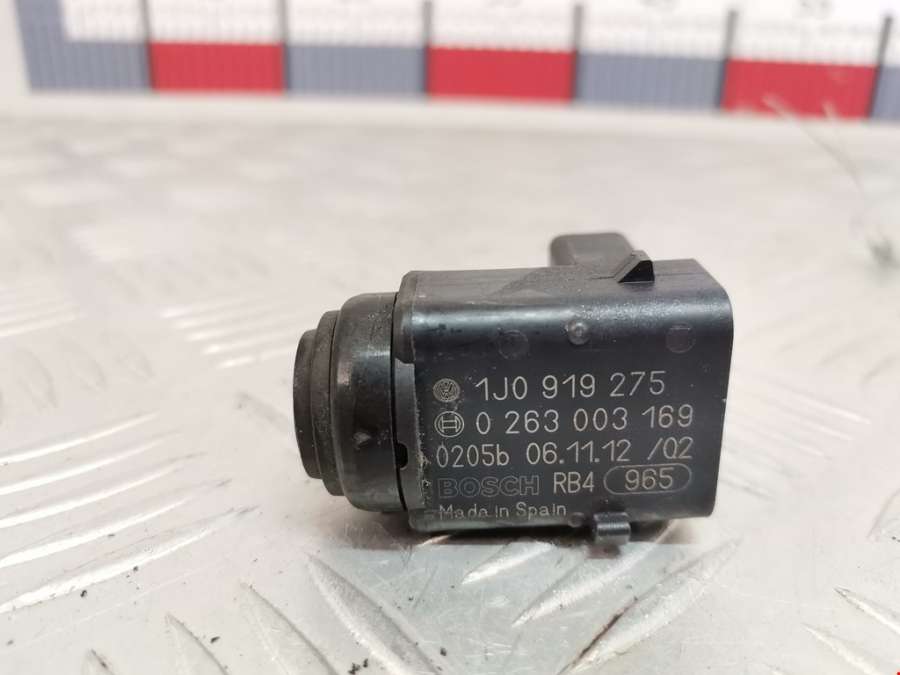 1J0 919 275
0 263 003 169
0205b 06.11.12 /Q2
BOSCH RB4 965
Made in Spain